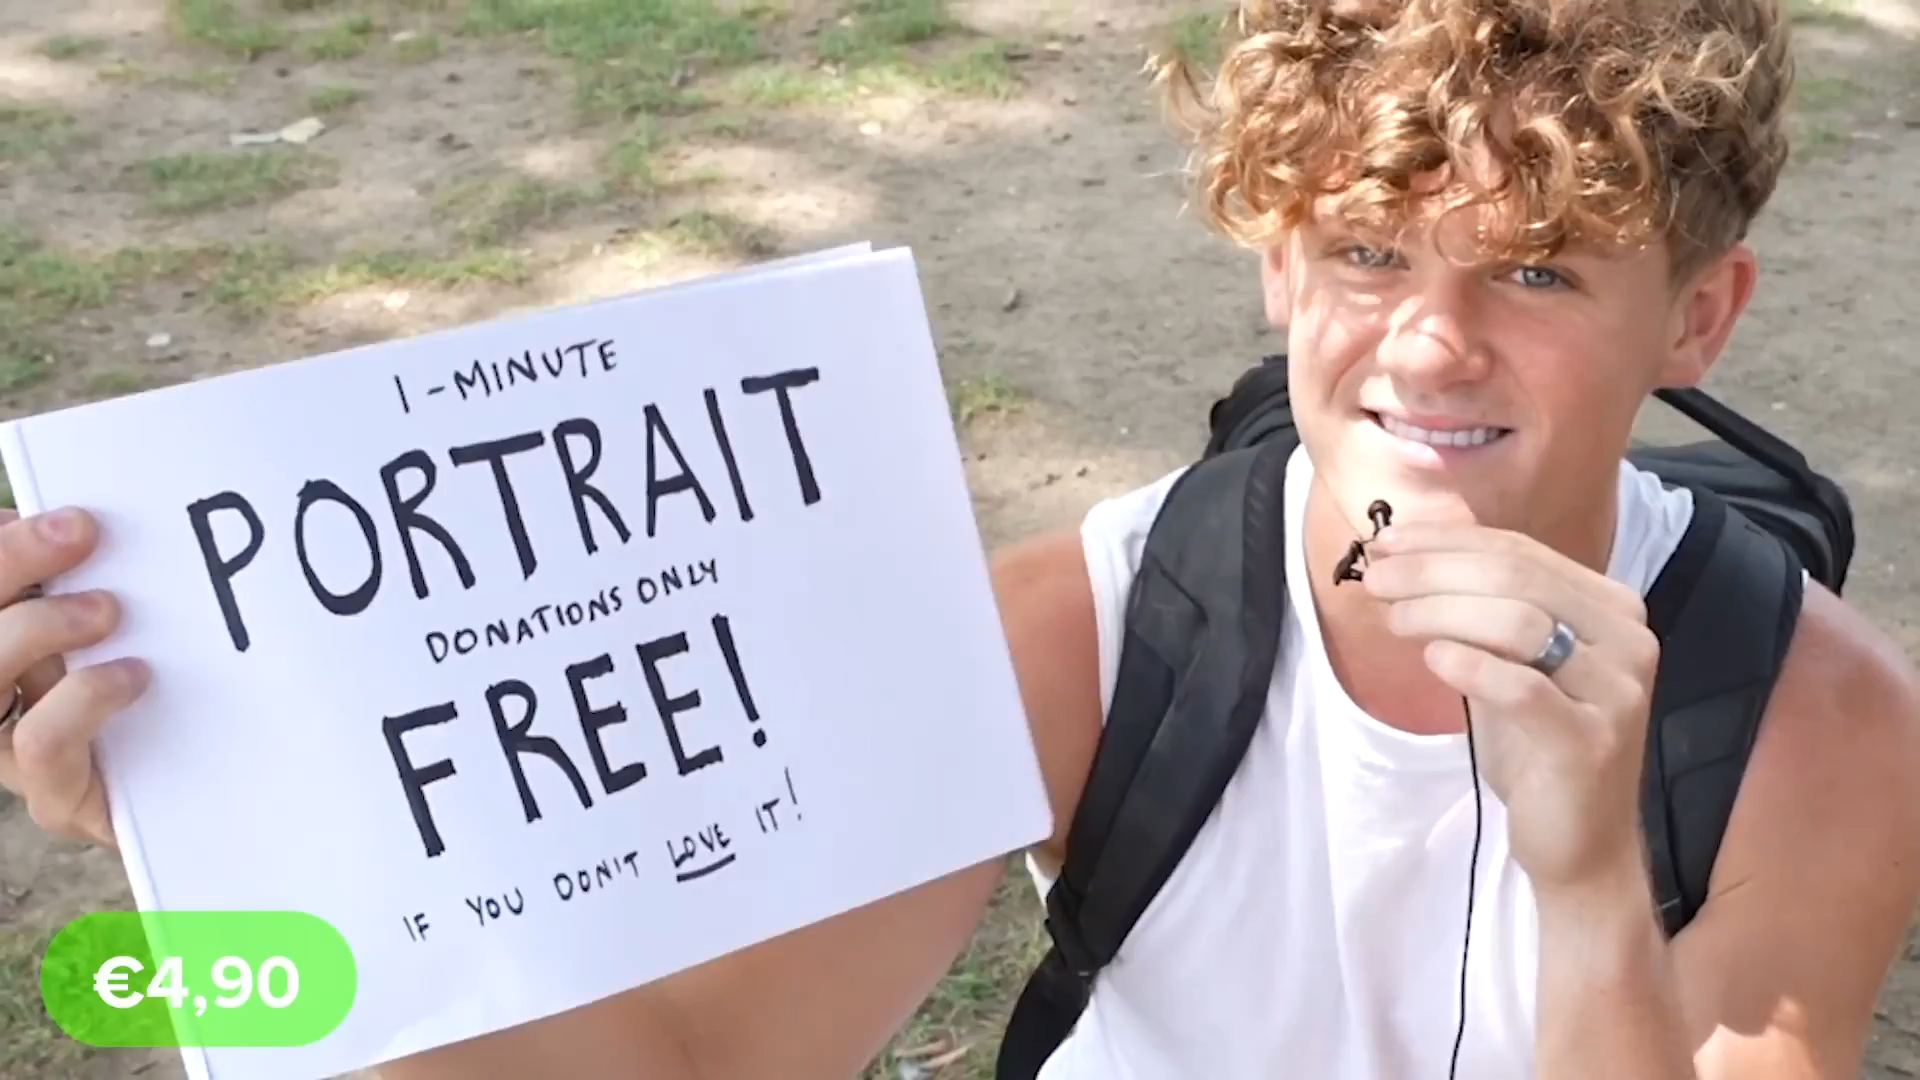 1-MINUTE
PORTRAIT
DONATIONS ONLY
FREE!
IF YOU DON'T LOVE IT!
€4,90